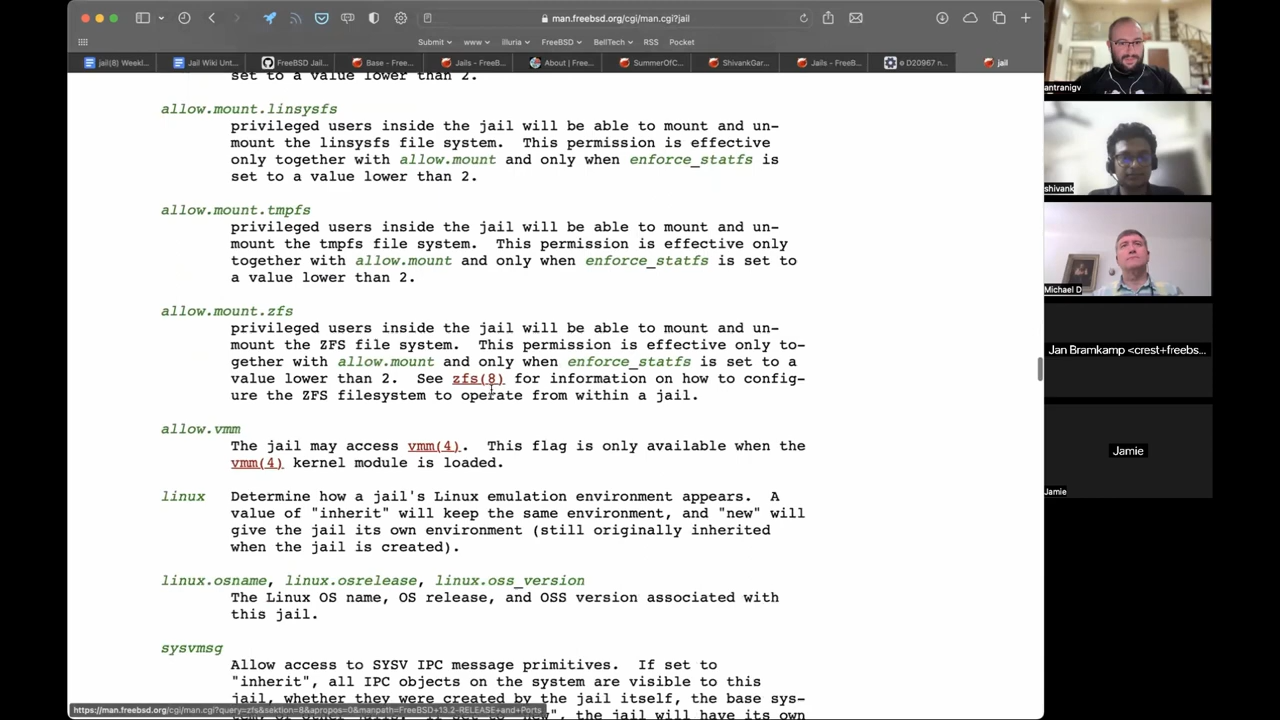 man.freebsd.org/cgi/man.cgi?jail
Submit www illuria FreeBSD BellTech RSS Pocket
jail(8) Weekl... Jail Wiki Unt... FreeBSD Jail... Base - Free... Jails - FreeB... About | Free... SummerOfC... ShivankGar... Jails - FreeB... D20967 n... jail
set to a value lower than 2.
allow.mount.linsysfs
privileged users inside the jail will be able to mount and un-
mount the linsysfs file system. This permission is effective
only together with allow.mount and only when enforce_statfs is
set to a value lower than 2.
allow.mount.tmpfs
privileged users inside the jail will be able to mount and un-
mount the tmpfs file system. This permission is effective only
together with allow.mount and only when enforce_statfs is set to
a value lower than 2.
allow.mount.zfs
privileged users inside the jail will be able to mount and un-
mount the ZFS file system. This permission is effective only to-
gether with allow.mount and only when enforce_statfs is set to a
value lower than 2. See zfs(8) for information on how to config-
ure the ZFS filesystem to operate from within a jail.
allow.vmm
The jail may access vmm(4). This flag is only available when the
vmm(4) kernel module is loaded.
linux Determine how a jail's Linux emulation environment appears. A
value of "inherit" will keep the same environment, and "new" will
give the jail its own environment (still originally inherited
when the jail is created).
linux.osname, linux.osrelease, linux.oss_version
The Linux OS name, OS release, and OSS version associated with
this jail.
sysvmsg
Allow access to SYSV IPC message primitives. If set to
"inherit", all IPC objects on the system are visible to this
jail, whether they were created by the jail itself, the base sys-
the jail will have its own
https://man.freebsd.org/cgi/man.cgi?query=zfs&sektion=8&apropos=0&manpath=FreeBSD+13.2-RELEASE+and+Ports
antranigv
shivank
Michael D
Jan Bramkamp <crest+freebs...
Jamie
Jamie